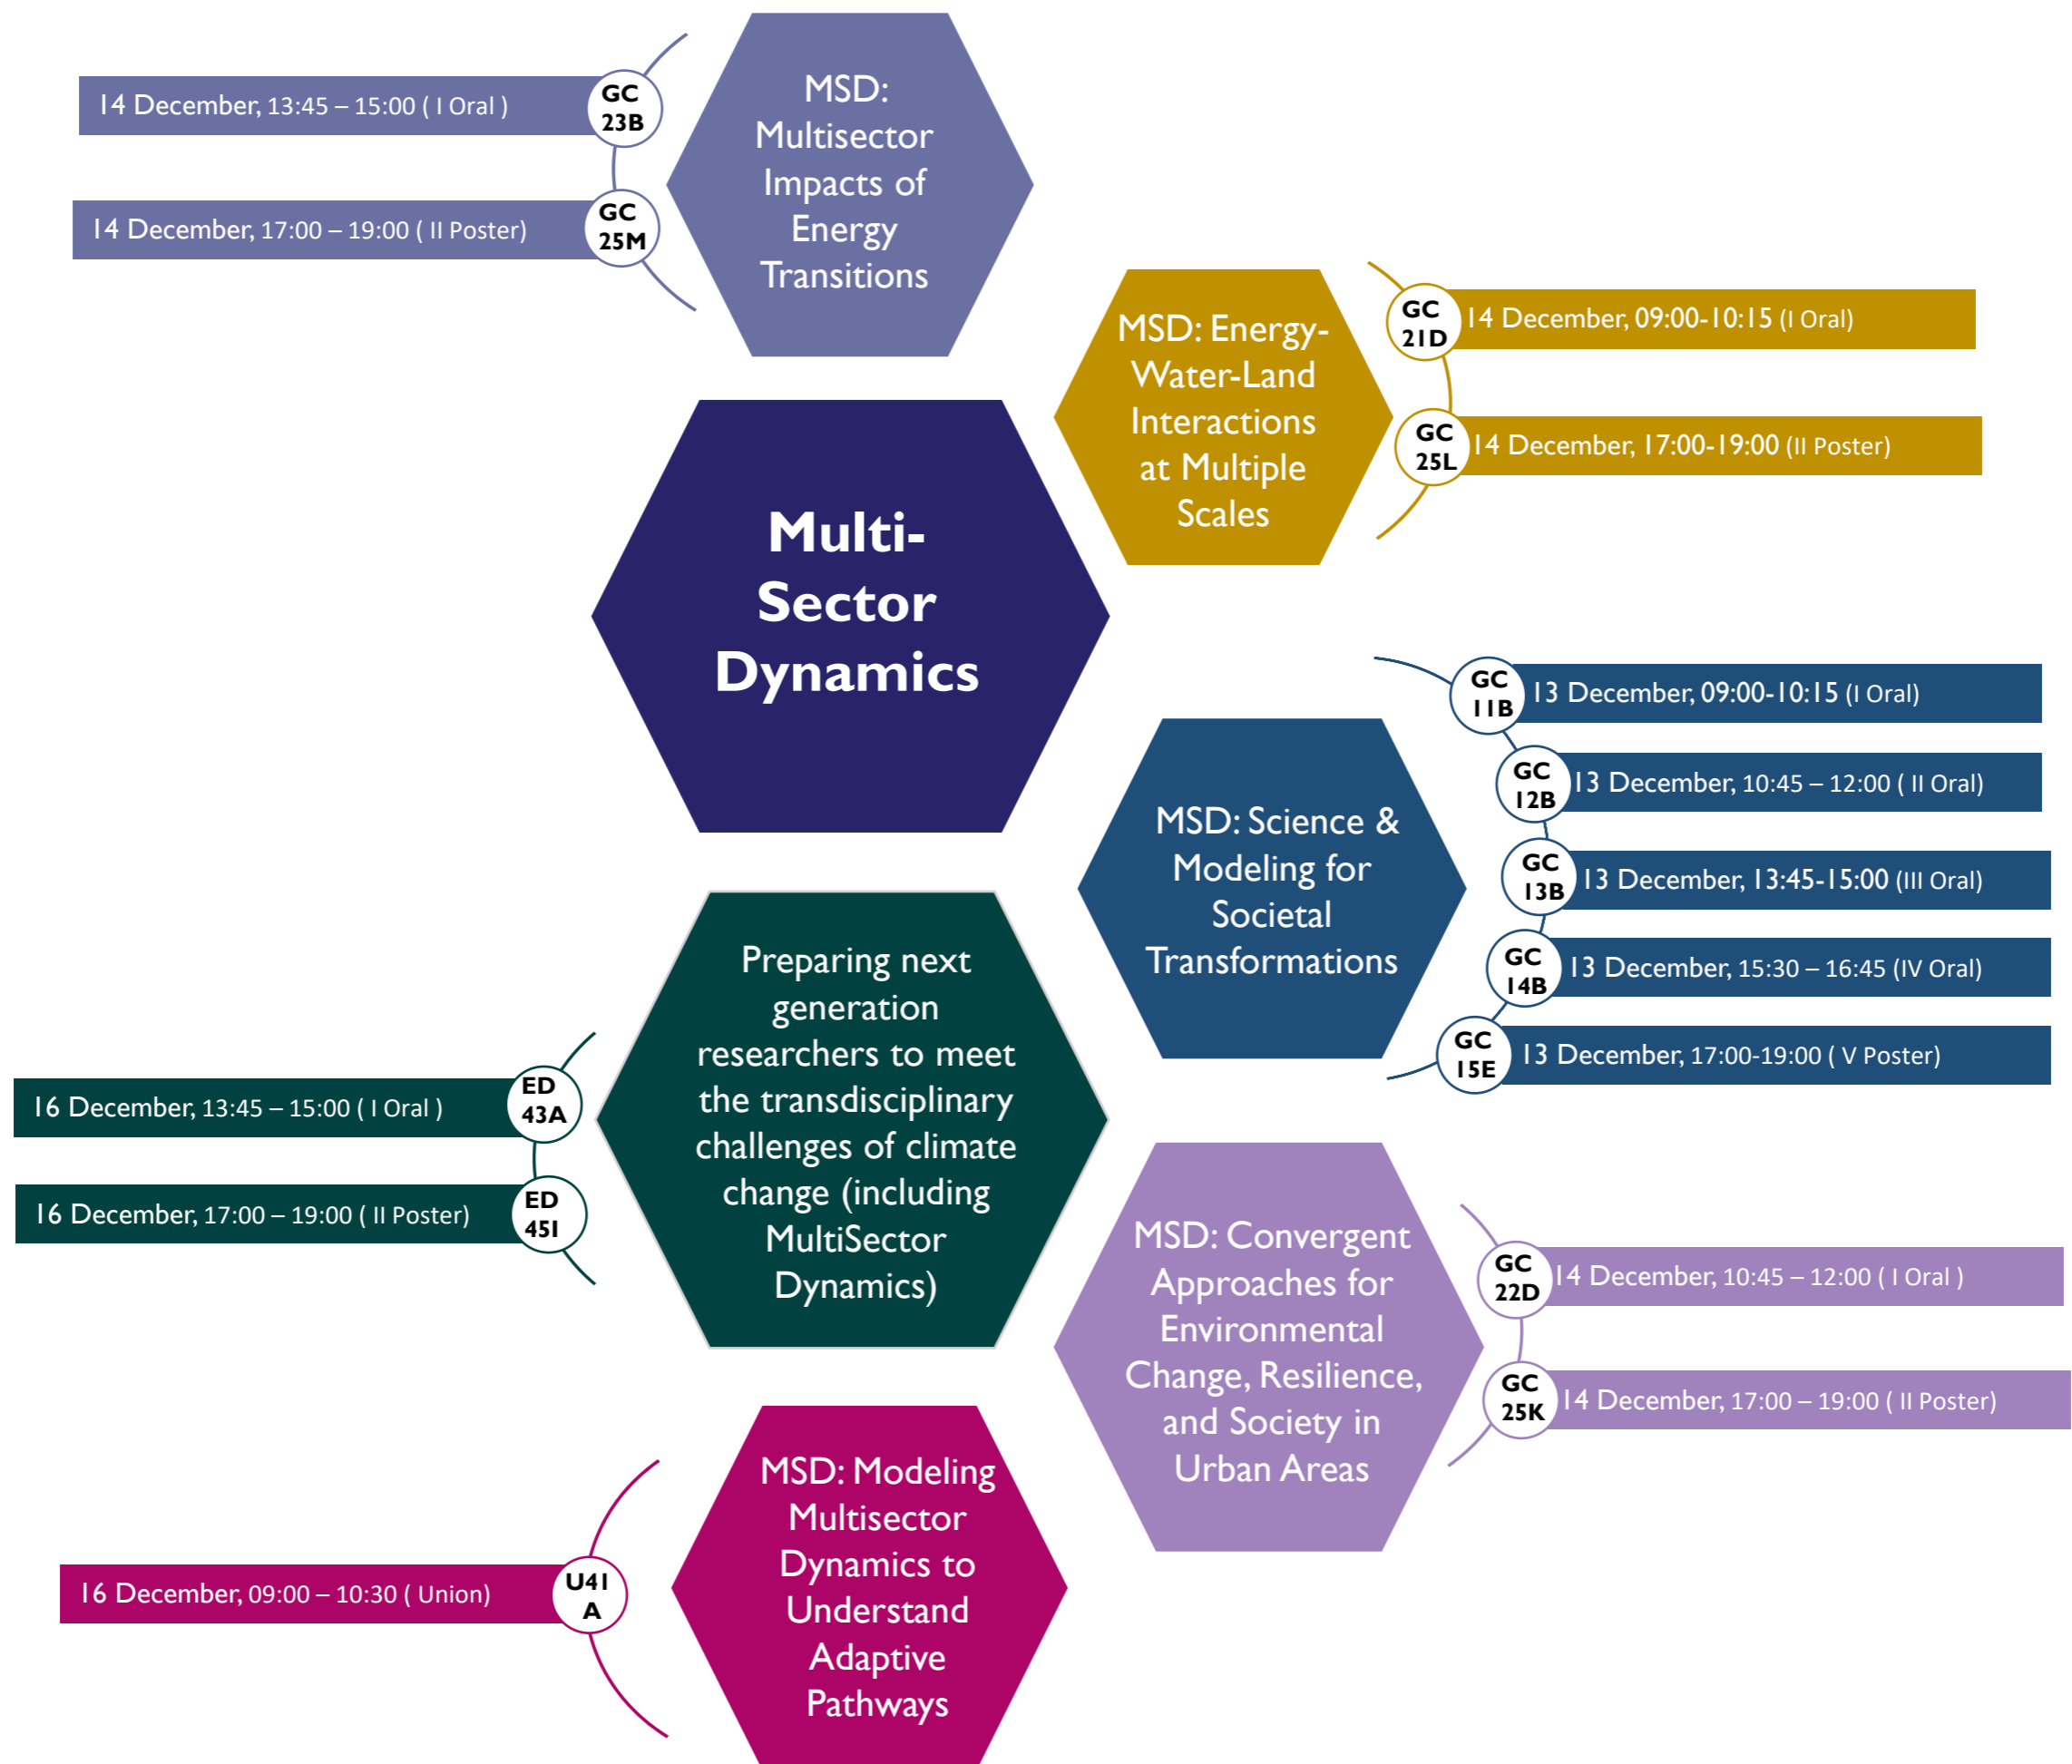 14 December, 13:45 – 15:00 ( I Oral )
GC
23B
14 December, 17:00 – 19:00 ( II Poster)
GC
25M
MSD:
Multisector
Impacts of
Energy
Transitions
MSD: Energy-
Water-Land
Interactions
at Multiple
Scales
GC
21D
14 December, 09:00-10:15 (I Oral)
GC
25L
14 December, 17:00-19:00 (II Poster)
Multi-
Sector
Dynamics
MSD: Science &
Modeling for
Societal
Transformations
GC
11B
13 December, 09:00-10:15 (I Oral)
GC
12B
13 December, 10:45 – 12:00 ( II Oral)
GC
13B
13 December, 13:45-15:00 (III Oral)
GC
14B
13 December, 15:30 – 16:45 (IV Oral)
GC
15E
13 December, 17:00-19:00 ( V Poster)
Preparing next
generation
researchers to meet
the transdisciplinary
challenges of climate
change (including
MultiSector
Dynamics)
16 December, 13:45 – 15:00 ( I Oral )
ED
43A
16 December, 17:00 – 19:00 ( II Poster)
ED
45I
MSD: Convergent
Approaches for
Environmental
Change, Resilience,
and Society in
Urban Areas
GC
22D
14 December, 10:45 – 12:00 ( I Oral )
GC
25K
14 December, 17:00 – 19:00 ( II Poster)
MSD: Modeling
Multisector
Dynamics to
Understand
Adaptive
Pathways
16 December, 09:00 – 10:30 ( Union)
U41
A